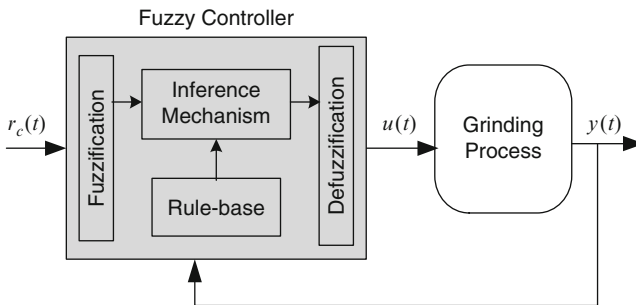 Fuzzy Controller
r_c(t)
Fuzzification
Inference
Mechanism
Rule-base
Defuzzification
u(t)
Grinding
Process
y(t)